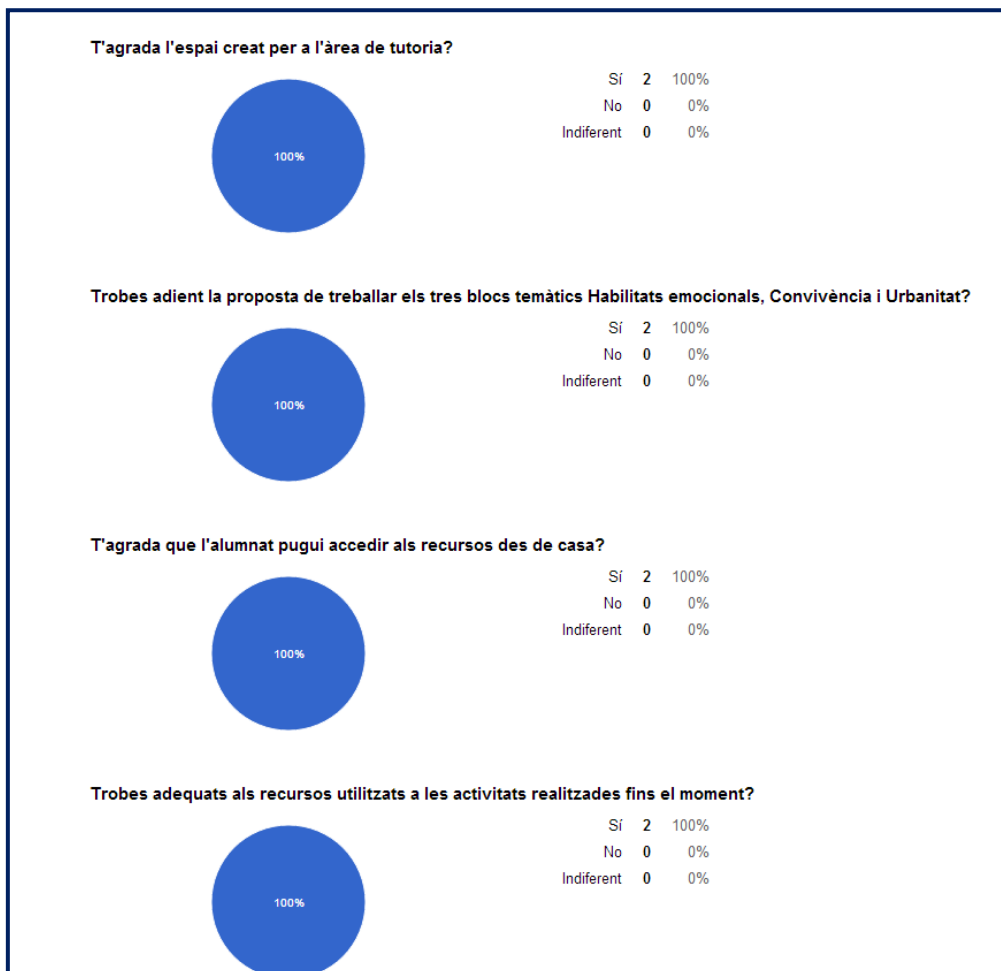 T'agrada l'espai creat per a l'àrea de tutoria?
Sí 2 100%
No 0 0%
Indiferent 0 0%
100%
Trobes adient la proposta de treballar els tres blocs temàtics Habilitats emocionals, Convivència i Urbanitat?
Sí 2 100%
No 0 0%
Indiferent 0 0%
100%
T'agrada que l'alumnat pugui accedir als recursos des de casa?
Sí 2 100%
No 0 0%
Indiferent 0 0%
100%
Trobes adequats als recursos utilitzats a les activitats realitzades fins el moment?
Sí 2 100%
No 0 0%
Indiferent 0 0%
100%